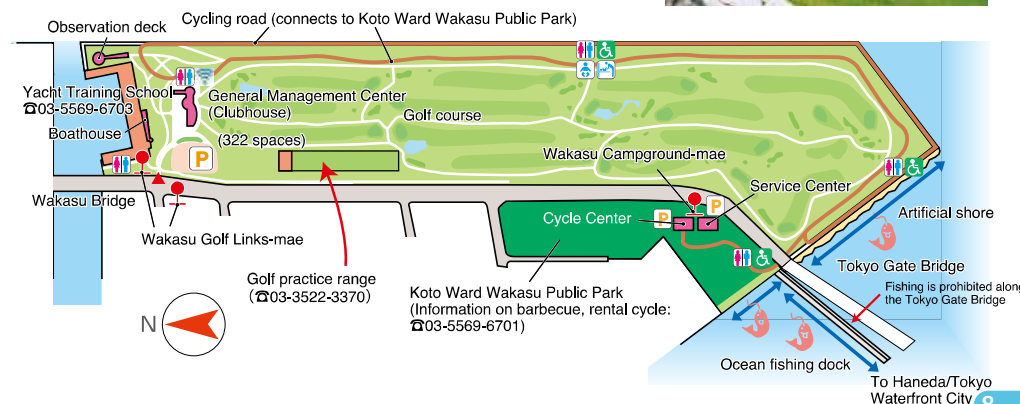 Cycling road (connects to Koto Ward Wakasu Public Park)
Observation deck
Yacht Training School
☎03-5569-6703
Boathouse
General Management Center
(Clubhouse)
Golf course
(322 spaces)
P
Wakasu Campground-mae
Service Center
Wakasu Bridge
Cycle Center
P
P
Artificial shore
Wakasu Golf Links-mae
Tokyo Gate Bridge
Golf practice range
(☎03-3522-3370)
Koto Ward Wakasu Public Park
(Information on barbecue, rental cycle:
☎03-5569-6701)
Fishing is prohibited along
the Tokyo Gate Bridge
N
Ocean fishing dock
To Haneda/Tokyo
Waterfront City